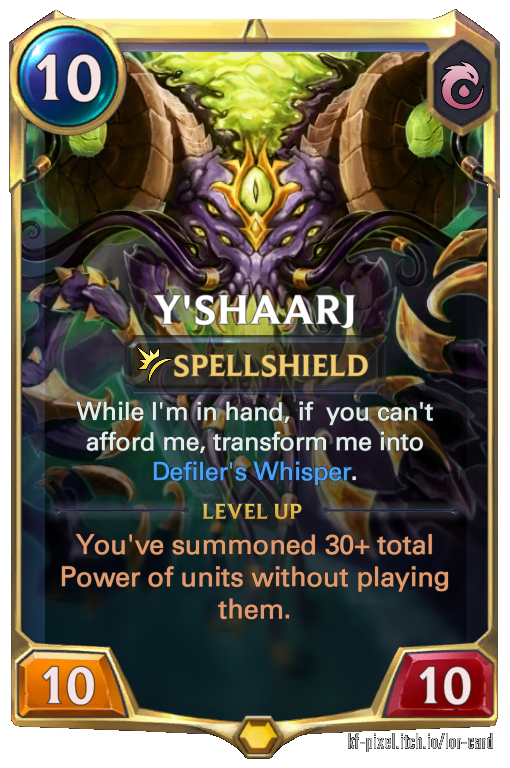 10
Y'SHAARJ
SPELLSHIELD
While I'm in hand, if you can't
afford me, transform me into
Defiler's Whisper.
LEVEL UP
You've summoned 30+ total
Power of units without playing
them.
10
10
kf-pixel.itch.io/lor-card